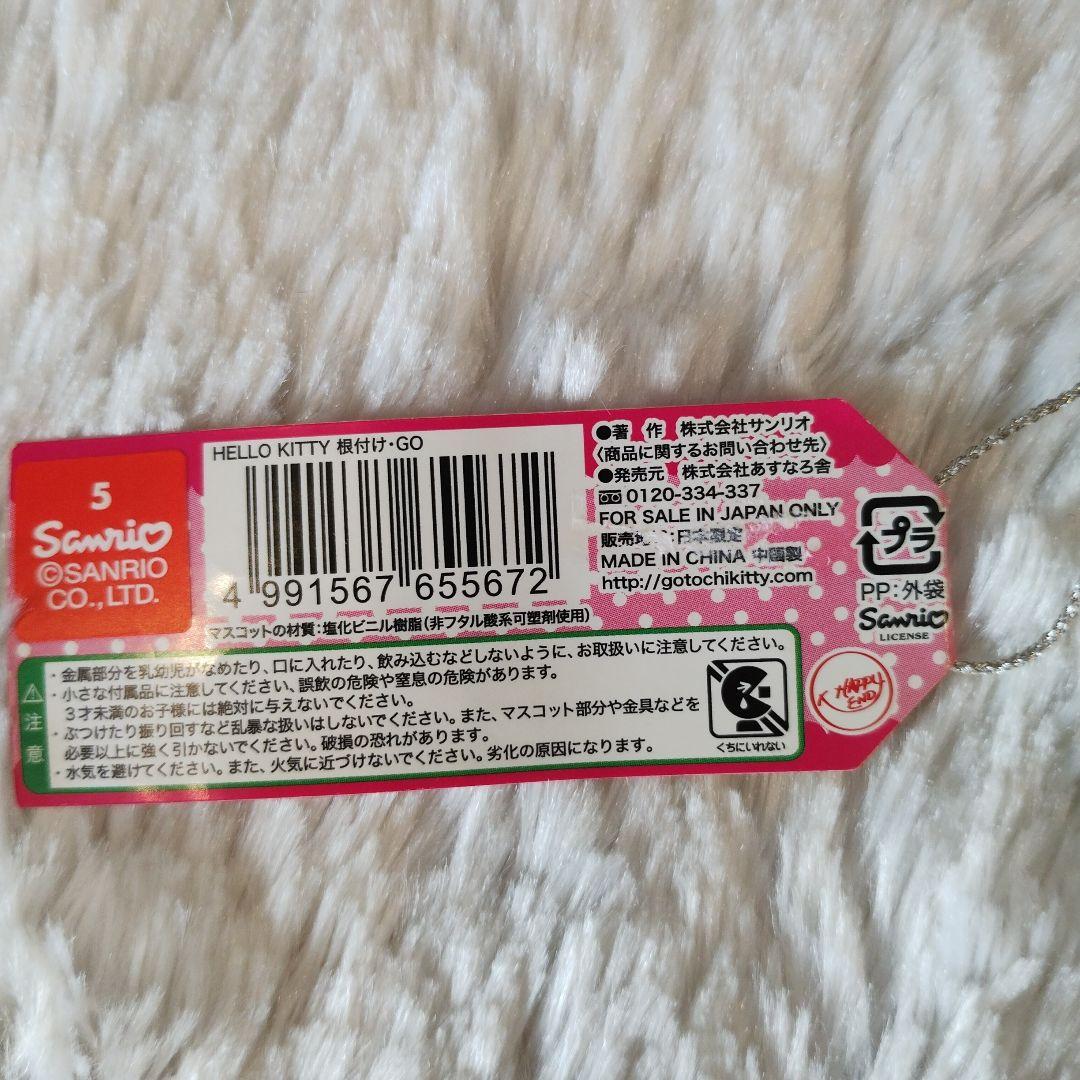 5
Sanrio
©SANRIO
CO.,LTD.
HELLO KITTY 根付け・GO
4 991567 655672
マスコットの材質:塩化ビニル樹脂(非フタル酸系可塑剤使用)
●著 作 株式会社サンリオ
〈商品に関するお問い合わせ先〉
●発売元 株式会社あすなろ舎
0120-334-337
FOR SALE IN JAPAN ONLY
販売地域:日本限定
MADE IN CHINA 中国製
http://gotochikitty.com
プラ
PP:外袋
Sanrio
LICENSE
HAPPY
END
注意
・金属部分を乳幼児がなめたり、口に入れたり、飲み込むなどしないように、お取扱いに注意してください。
・小さな付属品に注意してください。誤飲の危険や窒息の危険があります。
3才未満のお子様には絶対に与えないでください。
・ぶつけたり振り回すなど乱暴な扱いはしないでください。また、マスコット部分や金具などを
必要以上に強く引かないでください。破損の恐れがあります。
・水気を避けてください。また、火気に近づけないでください。劣化の原因になります。
くちにいれない